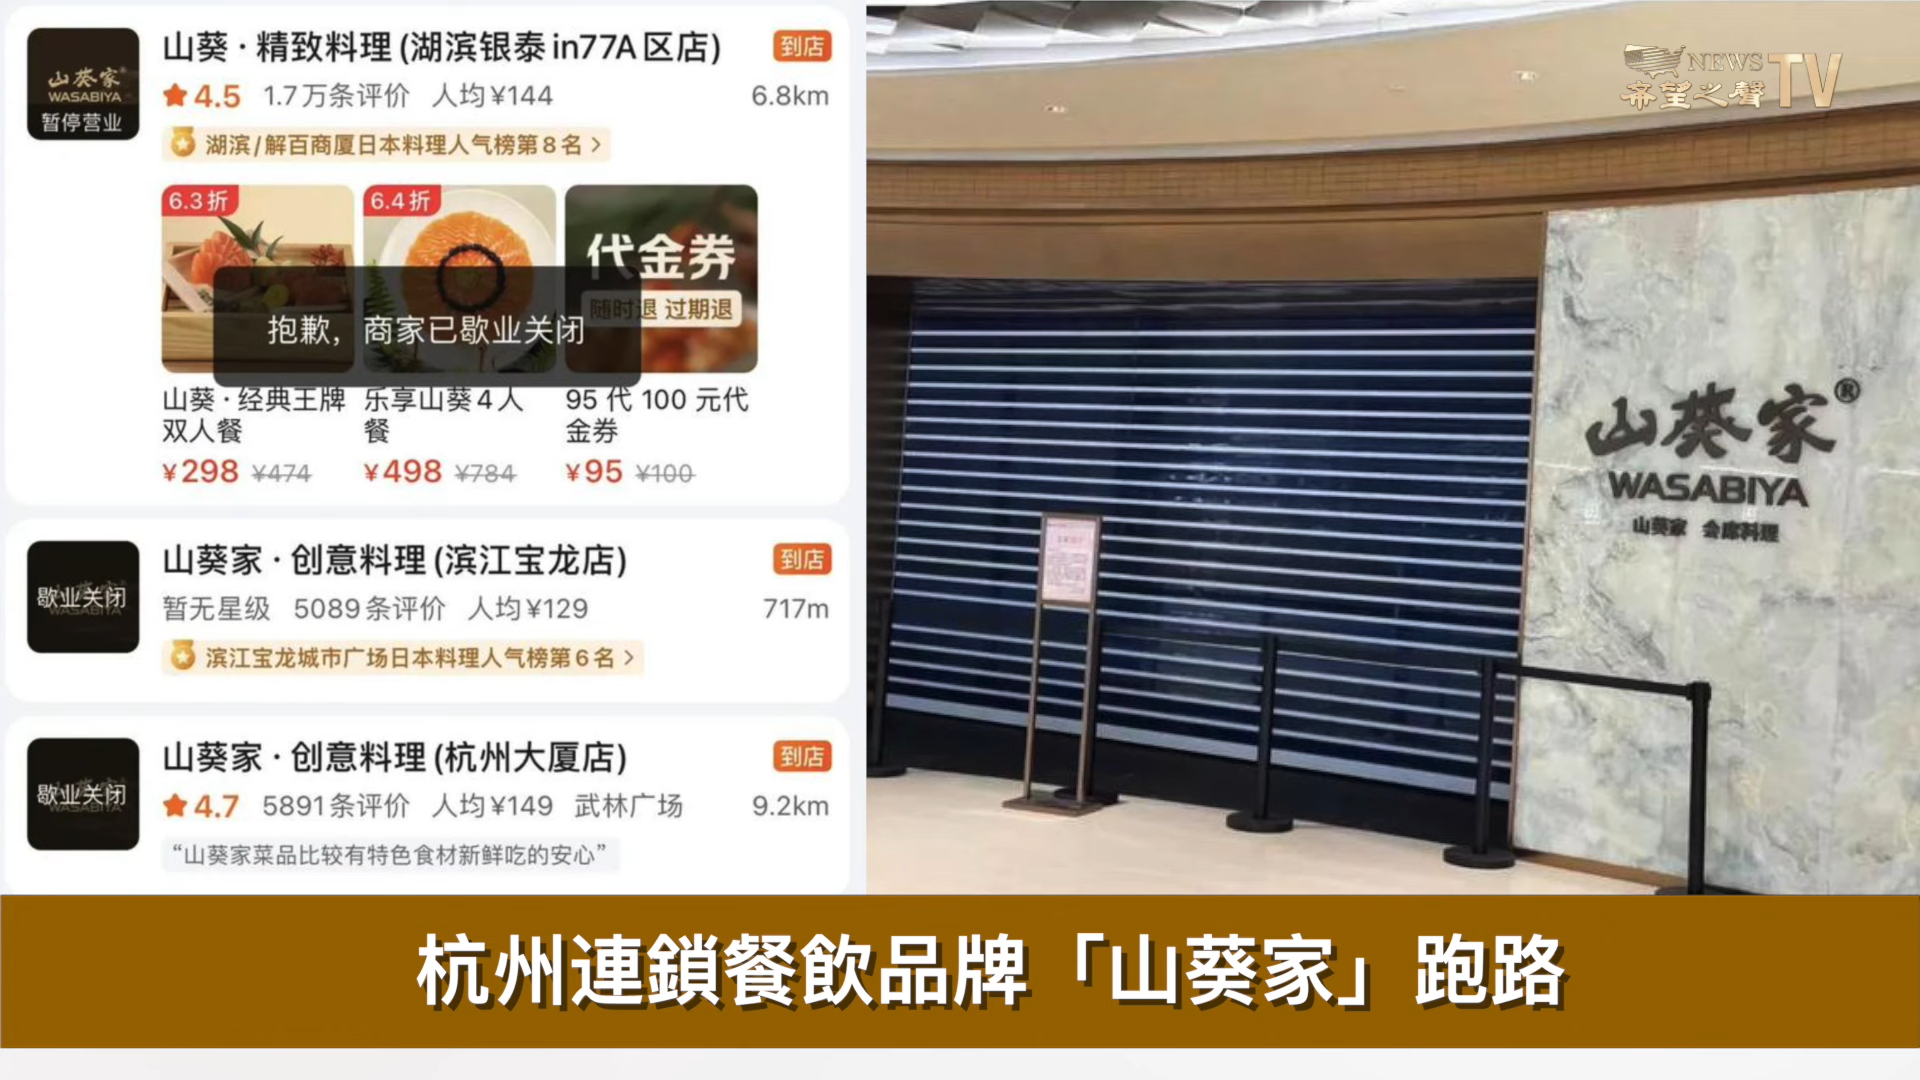 山葵·精致料理(湖滨银泰in77A区店)
到店
山葵家
WASABIYA
暂停营业
4.5 1.7万条评价 人均¥144
6.8km
湖滨/解百商厦日本料理人气榜第8名 >
6.3折
6.4折
代金券
随时退 过期退
抱歉，商家已歇业关闭
山葵·经典王牌双人餐
¥298 ¥474
乐享山葵4人餐
¥498 ¥784
95 代 100 元代金券
¥95 ¥100
山葵家·创意料理(滨江宝龙店)
到店
歇业关闭
暂无星级 5089条评价 人均¥129
717m
滨江宝龙城市广场日本料理人气榜第6名 >
山葵家·创意料理(杭州大厦店)
到店
歇业关闭
4.7 5891条评价 人均¥149 武林广场
9.2km
“山葵家菜品比较有特色食材新鲜吃的安心”
NEWS TV
希望之聲
山葵家®
WASABIYA
山葵家 会席料理
杭州連鎖餐飲品牌「山葵家」跑路